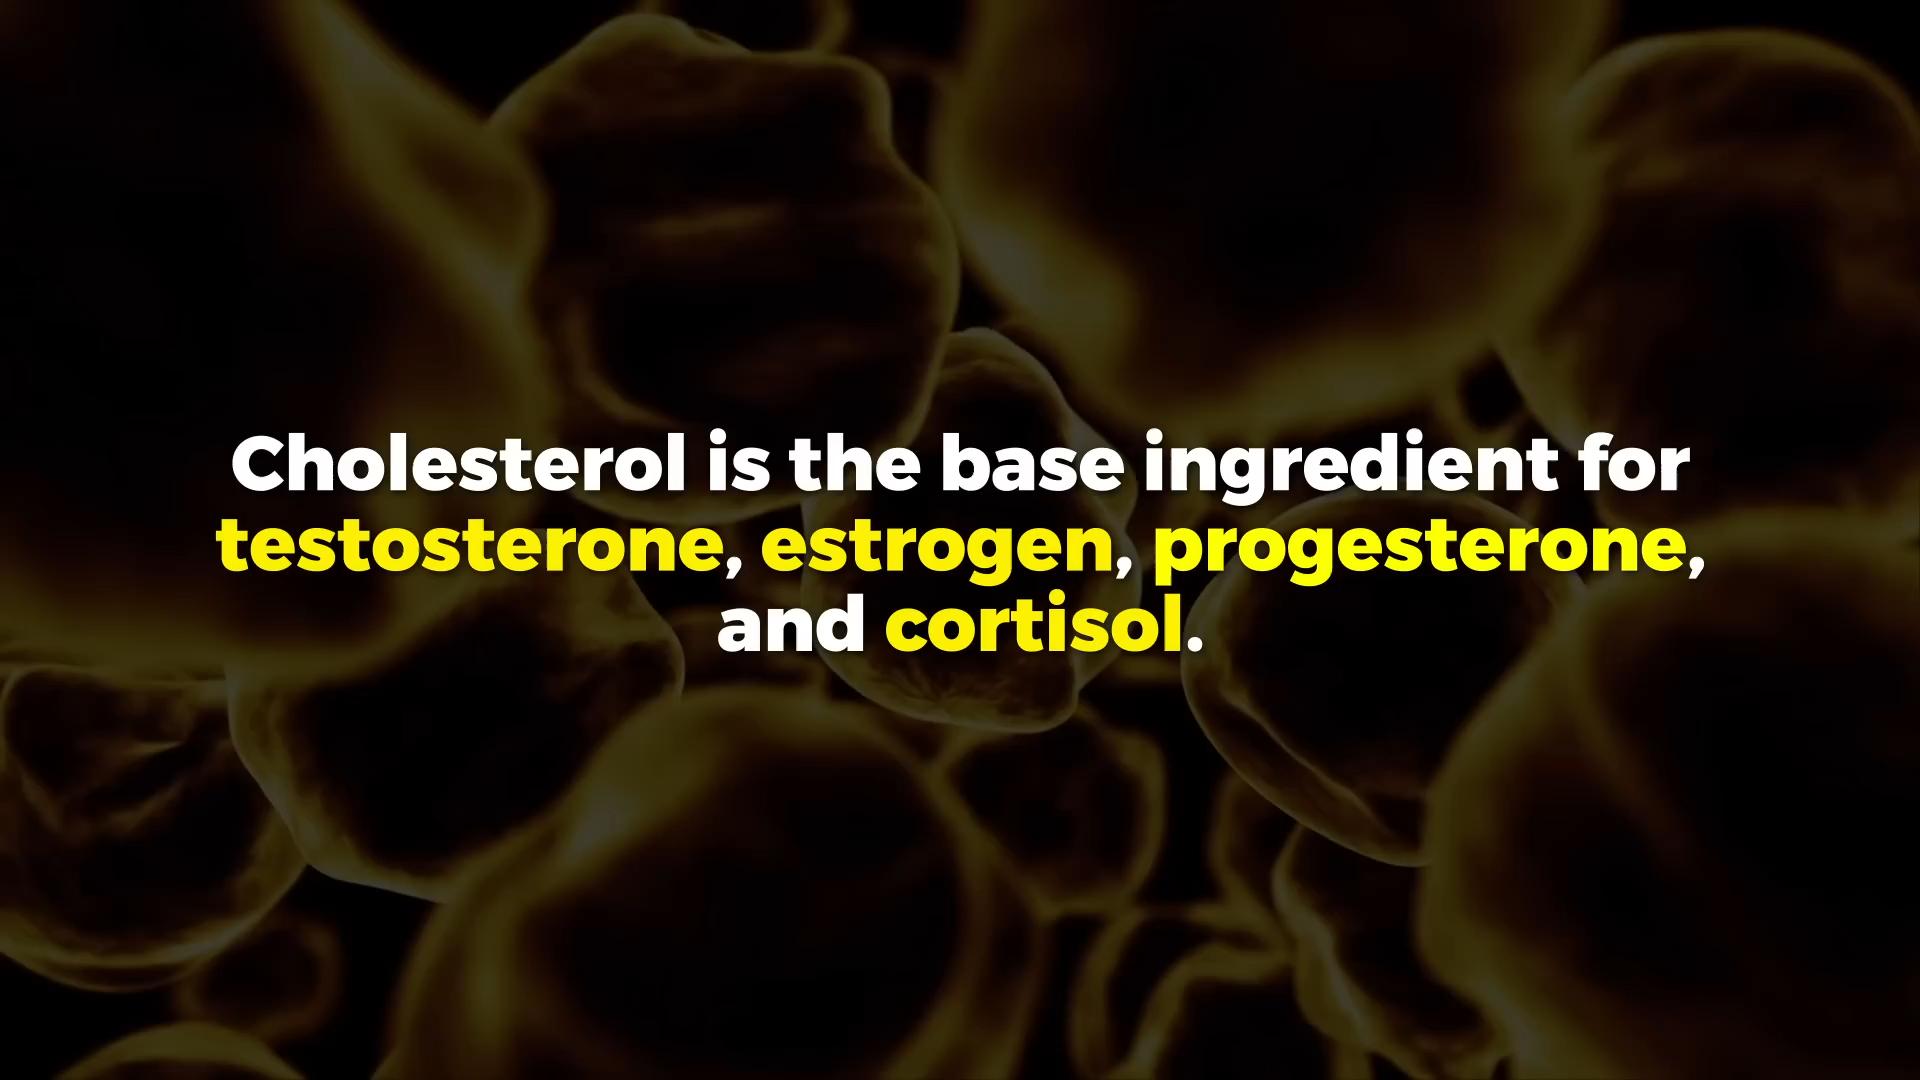 Cholesterol is the base ingredient for
testosterone, estrogen, progesterone,
and cortisol.